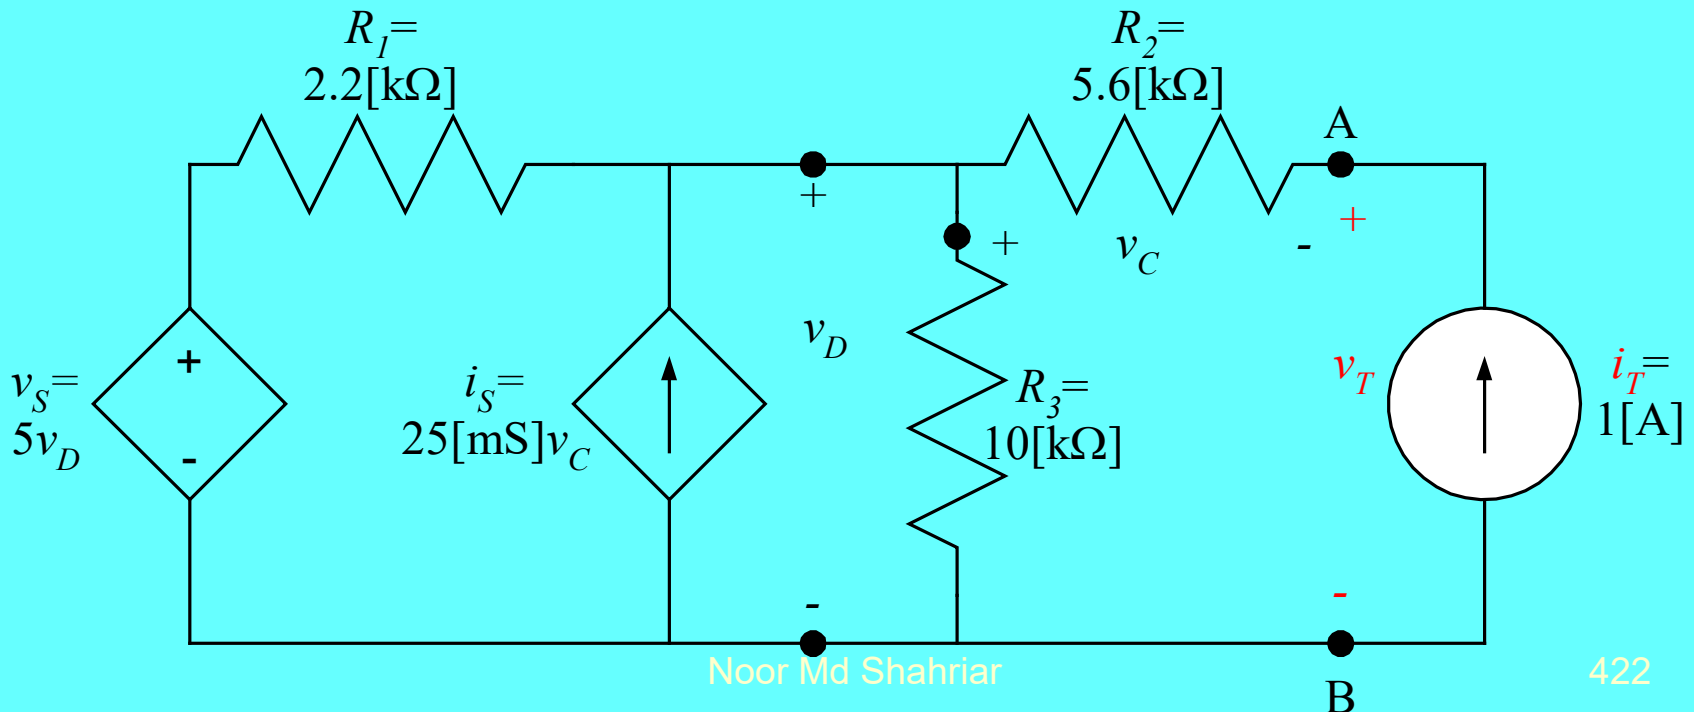 R1=
2.2[kΩ]
R2=
5.6[kΩ]
A
+
+
+
vC
-
vD
+
-
vS=
5vD
iS=
25[mS]vC
R3=
10[kΩ]
vT
iT=
1[A]
-
-
Noor Md Shahriar
422
B